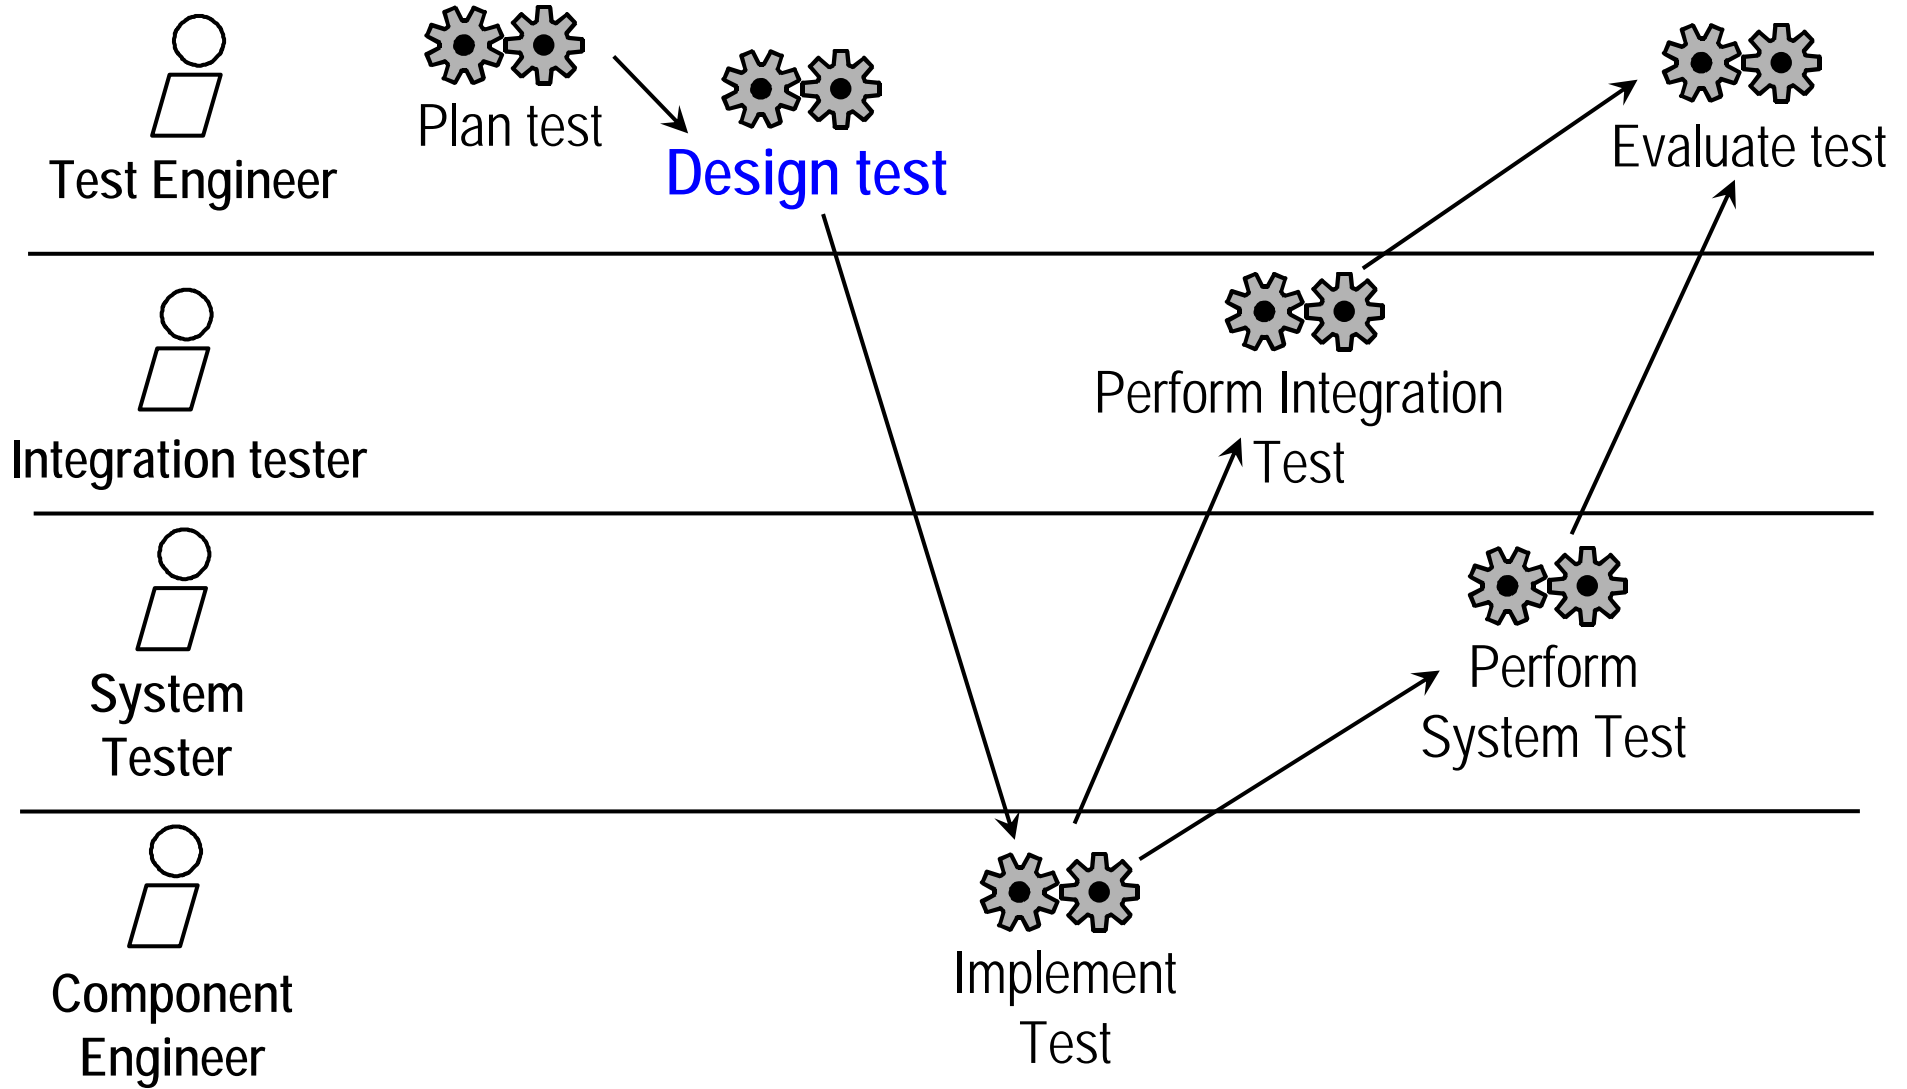 Plan test
Design test
Evaluate test
Test Engineer
Perform Integration
Test
Integration tester
Perform
System Test
System
Tester
Implement
Test
Component
Engineer